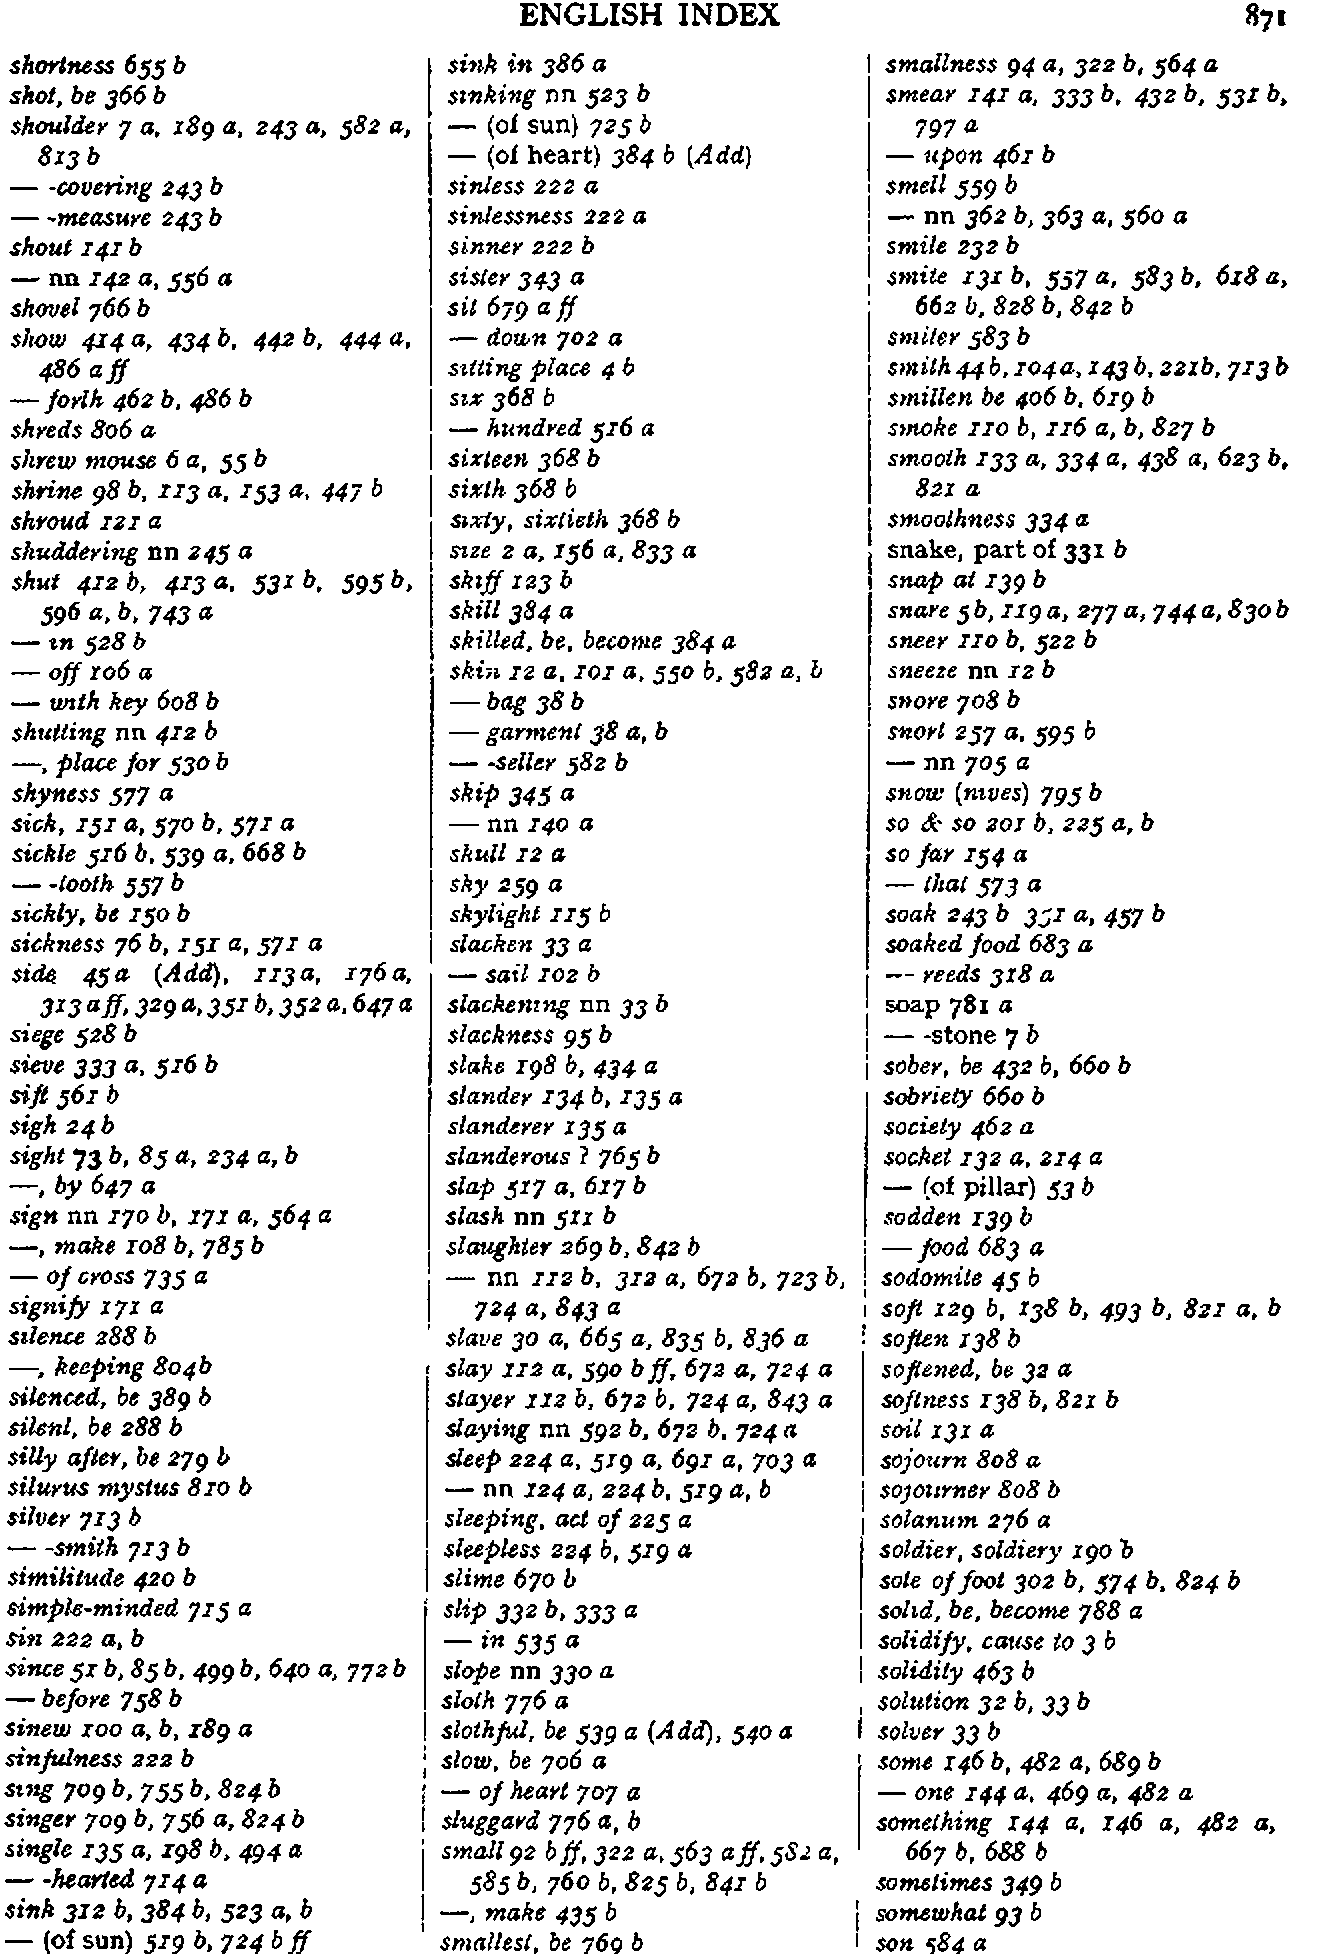 ENGLISH INDEX 871
shortness 655 b
shot, be 366 b
shoulder 7 a, 189 a, 243 a, 582 a,
813 b
— -covering 243 b
— -measure 243 b
shout 141 b
— nn 142 a, 556 a
shovel 766 b
show 414 a, 434 b, 442 b, 444 a,
486 a ff
— forth 462 b, 486 b
shreds 806 a
shrew mouse 6 a, 55 b
shrine 98 b, 113 a, 153 a, 447 b
shroud 121 a
shuddering nn 245 a
shut 412 b, 413 a, 531 b, 595 b,
596 a, b, 743 a
— in 528 b
— off 106 a
— with key 608 b
shutting nn 412 b
—, place for 530 b
shyness 577 a
sick, 151 a, 570 b, 571 a
sickle 516 b, 539 a, 668 b
— -tooth 557 b
sickly, be 150 b
sickness 76 b, 151 a, 571 a
side 45 a (Add), 113 a, 176 a,
313 a ff, 329 a, 351 b, 352 a, 647 a
siege 528 b
sieve 333 a, 516 b
sift 561 b
sigh 24 b
sight 73 b, 85 a, 234 a, b
—, by 647 a
sign nn 170 b, 171 a, 564 a
—, make 108 b, 785 b
— of cross 735 a
signify 171 a
silence 288 b
—, keeping 804 b
silenced, be 389 b
silent, be 288 b
silly after, be 279 b
silurus mystus 810 b
silver 713 b
— -smith 713 b
similitude 420 b
simple-minded 715 a
sin 222 a, b
since 51 b, 85 b, 499 b, 640 a, 772 b
— before 758 b
sinew 100 a, b, 189 a
sinfulness 222 b
sing 709 b, 755 b, 824 b
singer 709 b, 756 a, 824 b
single 135 a, 198 b, 494 a
— -hearted 714 a
sink 312 b, 384 b, 523 a, b
— (of sun) 519 b, 724 b ff
sink in 386 a
sinking nn 523 b
— (of sun) 725 b
— (of heart) 384 b (Add)
sinless 222 a
sinlessness 222 a
sinner 222 b
sister 343 a
sit 679 a ff
— down 702 a
sitting place 4 b
six 368 b
— hundred 516 a
sixteen 368 b
sixth 368 b
sixty, sixtieth 368 b
size 2 a, 156 a, 833 a
skiff 123 b
skill 384 a
skilled, be, become 384 a
skin 12 a, 101 a, 550 b, 582 a, b
— bag 38 b
— garment 38 a, b
— -seller 582 b
skip 345 a
— nn 140 a
skull 12 a
sky 259 a
skylight 115 b
slacken 33 a
— sail 102 b
slackening nn 33 b
slackness 95 b
slake 198 b, 434 a
slander 134 b, 135 a
slanderer 135 a
slanderous ? 765 b
slap 517 a, 617 b
slash nn 511 b
slaughter 269 b, 842 b
— nn 112 b, 312 a, 672 b, 723 b,
724 a, 843 a
slave 30 a, 665 a, 835 b, 836 a
slay 112 a, 590 b ff, 672 a, 724 a
slayer 112 b, 672 b, 724 a, 843 a
slaying nn 592 b, 672 b, 724 a
sleep 224 a, 519 a, 691 a, 703 a
— nn 124 a, 224 b, 519 a, b
sleeping, act of 225 a
sleepless 224 b, 519 a
slime 670 b
slip 332 b, 333 a
— in 535 a
slope nn 330 a
sloth 776 a
slothful, be 539 a (Add), 540 a
slow, be 706 a
— of heart 707 a
sluggard 776 a, b
small 92 b ff, 322 a, 563 a ff, 582 a,
585 b, 760 b, 825 b, 841 b
—, make 435 b
smallest, be 769 b
smallness 94 a, 322 b, 564 a
smear 141 a, 333 b, 432 b, 531 b,
797 a
— upon 461 b
smell 559 b
— nn 362 b, 363 a, 560 a
smile 232 b
smite 131 b, 557 a, 583 b, 618 a,
662 b, 828 b, 842 b
smiter 583 b
smith 44 b, 104 a, 143 b, 221 b, 713 b
smitten be 406 b, 619 b
smoke 110 b, 116 a, b, 827 b
smooth 133 a, 334 a, 438 a, 623 b,
821 a
smoothness 334 a
snake, part of 331 b
snap at 139 b
snare 5 b, 119 a, 277 a, 744 a, 830 b
sneer 110 b, 522 b
sneeze nn 12 b
snore 708 b
snort 257 a, 595 b
— nn 705 a
snow (nives) 795 b
so & so 201 b, 225 a, b
so far 154 a
— that 573 a
soak 243 b 331 a, 457 b
soaked food 683 a
— reeds 318 a
soap 781 a
— -stone 7 b
sober, be 432 b, 660 b
sobriety 660 b
society 462 a
socket 132 a, 214 a
— (of pillar) 53 b
sodden 139 b
— food 683 a
sodomite 45 b
soft 129 b, 138 b, 493 b, 821 a, b
soften 138 b
softened, be 32 a
softness 138 b, 821 b
soil 131 a
sojourn 808 a
sojourner 808 b
solanum 276 a
soldier, soldiery 190 b
sole of foot 302 b, 574 b, 824 b
solid, be, become 788 a
solidify, cause to 3 b
solidity 463 b
solution 32 b, 33 b
solver 33 b
some 146 b, 482 a, 689 b
— one 144 a, 469 a, 482 a
something 144 a, 146 a, 482 a,
667 b, 688 b
sometimes 349 b
somewhat 93 b
son 584 a